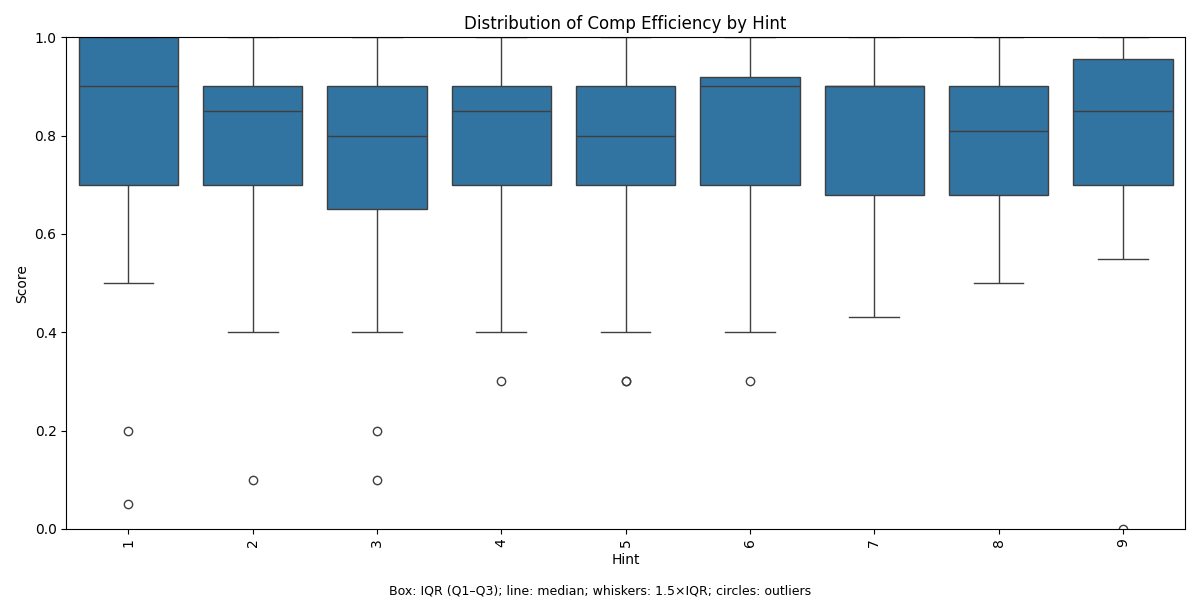 Distribution of Comp Efficiency by Hint
1.0
0.8
0.6
0.4
0.2
0.0
Score
1 2 3 4 5 6 7 8 9
Hint
Box: IQR (Q1–Q3); line: median; whiskers: 1.5×IQR; circles: outliers